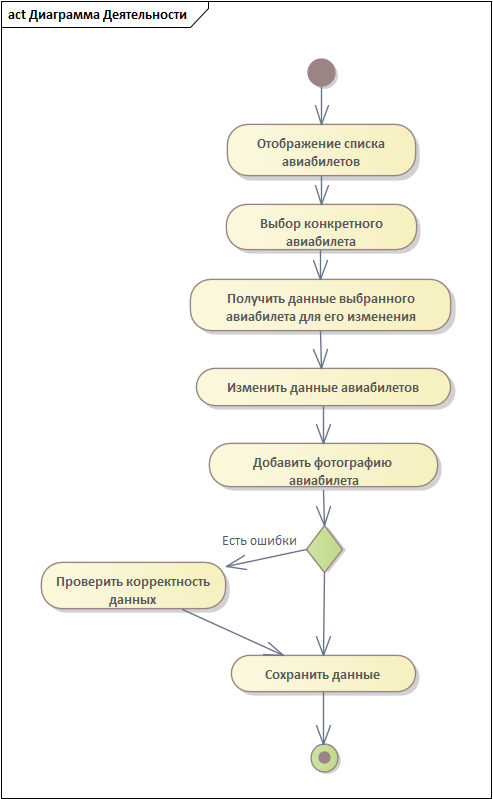 act Диаграмма Деятельности
Отображение списка
авиабилетов
Выбор конкретного
авиабилета
Получить данные выбранного
авиабилета для его изменения
Изменить данные авиабилетов
Добавить фотографию
авиабилета
Есть ошибки
Проверить корректность
данных
Сохранить данные